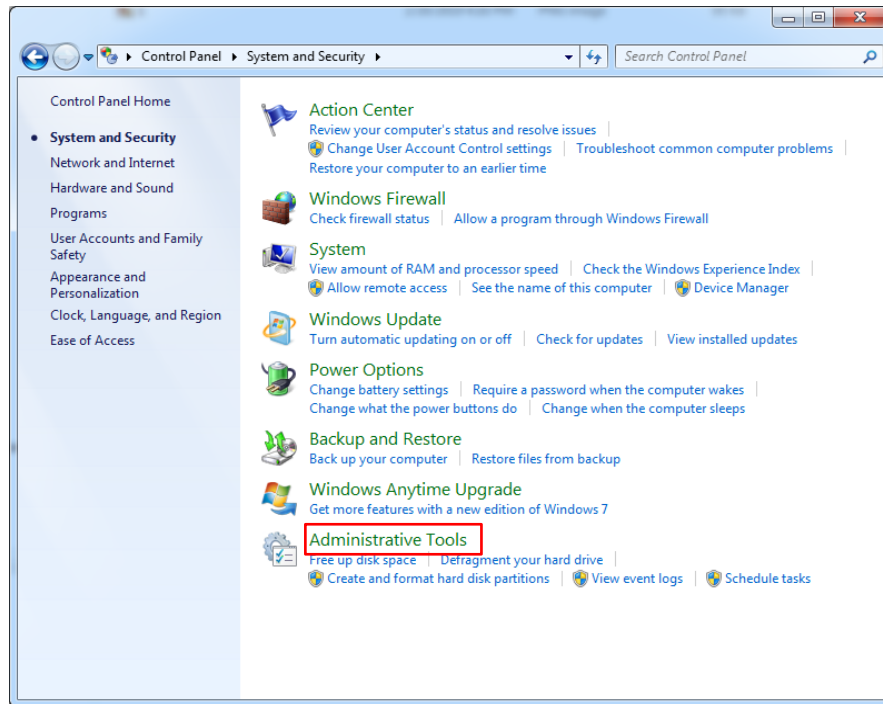 Control Panel System and Security Search Control Panel
Control Panel Home
System and Security
Network and Internet
Hardware and Sound
Programs
User Accounts and Family
Safety
Appearance and
Personalization
Clock, Language, and Region
Ease of Access
Action Center
Review your computer's status and resolve issues
Change User Account Control settings Troubleshoot common computer problems
Restore your computer to an earlier time
Windows Firewall
Check firewall status Allow a program through Windows Firewall
System
View amount of RAM and processor speed Check the Windows Experience Index
Allow remote access See the name of this computer Device Manager
Windows Update
Turn automatic updating on or off Check for updates View installed updates
Power Options
Change battery settings Require a password when the computer wakes
Change what the power buttons do Change when the computer sleeps
Backup and Restore
Back up your computer Restore files from backup
Windows Anytime Upgrade
Get more features with a new edition of Windows 7
Administrative Tools
Free up disk space Defragment your hard drive
Create and format hard disk partitions View event logs Schedule tasks